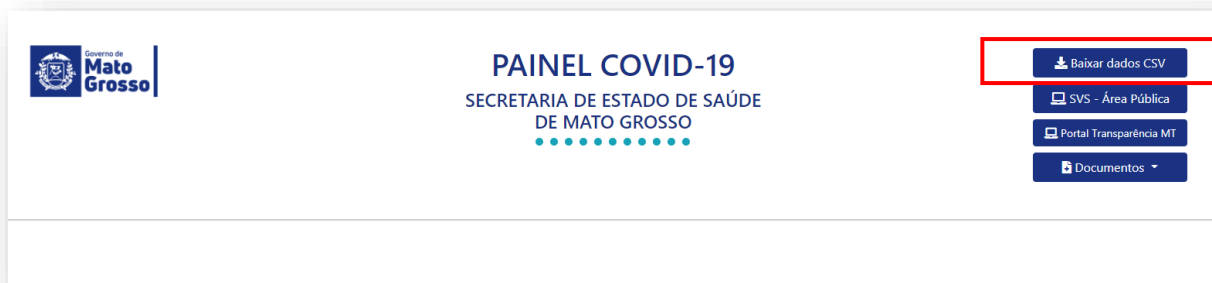 Governo de
Mato
Grosso
PAINEL COVID-19
SECRETARIA DE ESTADO DE SAÚDE
DE MATO GROSSO
Baixar dados CSV
SVS - Área Pública
Portal Transparência MT
Documentos